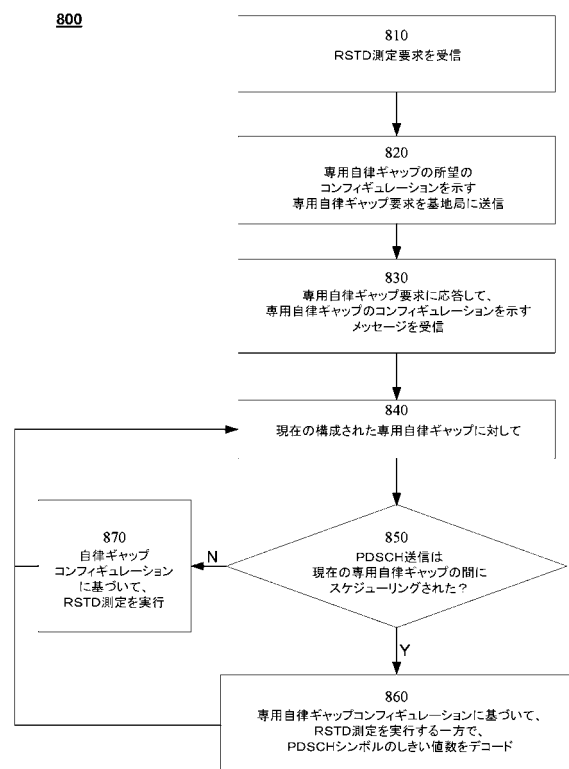 800
810
RSTD測定要求を受信
820
専用自律ギャップの所望の
コンフィギュレーションを示す
専用自律ギャップ要求を基地局に送信
830
専用自律ギャップ要求に応答して、
専用自律ギャップのコンフィギュレーションを示す
メッセージを受信
840
現在の構成された専用自律ギャップに対して
850
PDSCH送信は
現在の専用自律ギャップの間に
スケジューリングされた？
N
870
自律ギャップ
コンフィギュレーション
に基づいて、
RSTD測定を実行
Y
860
専用自律ギャップコンフィギュレーションに基づいて、
RSTD測定を実行する一方で、
PDSCHシンボルのしきい値数をデコード